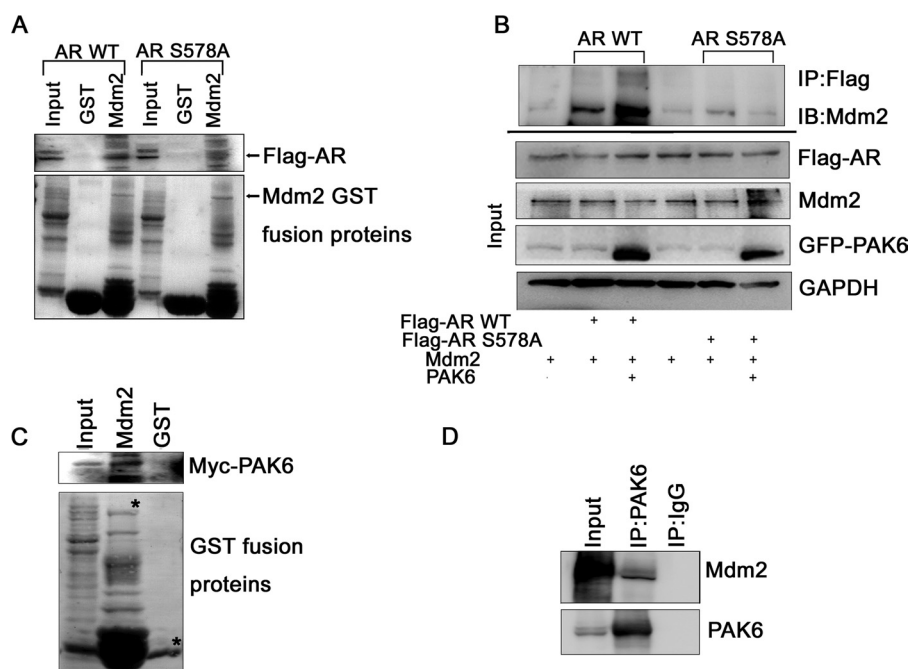 A
AR WT AR S578A
Input GST Mdm2 Input GST Mdm2
Flag-AR
Mdm2 GST
fusion proteins
B
AR WT AR S578A
IP:Flag
IB:Mdm2
Input
Flag-AR
Mdm2
GFP-PAK6
GAPDH
Flag-AR WT + +
Flag-AR S578A + +
Mdm2 + + + + + +
PAK6 + +
C
Input Mdm2 GST
Myc-PAK6
*
GST fusion
proteins
*
D
Input IP:PAK6 IP:IgG
Mdm2
PAK6